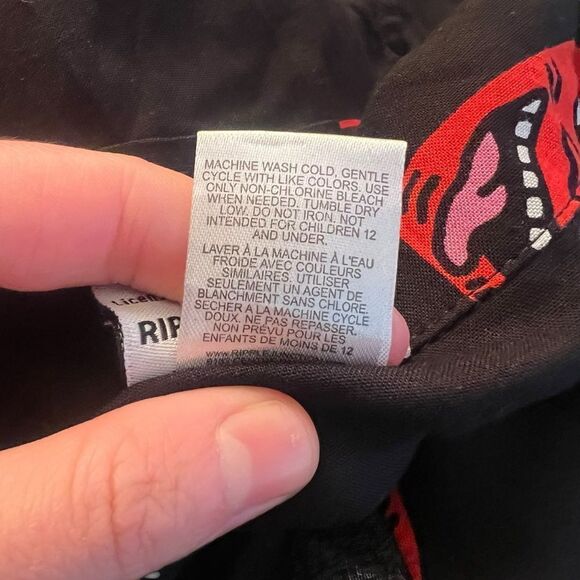 MACHINE WASH COLD, GENTLE
CYCLE WITH LIKE COLORS. USE
ONLY NON-CHLORINE BLEACH
WHEN NEEDED. TUMBLE DRY
LOW. DO NOT IRON. NOT
INTENDED FOR CHILDREN 12
AND UNDER.
LAVER À LA MACHINE À L'EAU
FROIDE AVEC COULEURS
SIMILAIRES. UTILISER
SEULEMENT UN AGENT DE
BLANCHMENT SANS CHLORE.
SECHER A LA MACHINE CYCLE
DOUX. NE PAS REPASSER.
NON PRÉVU POUR LES
ENFANTS DE MOINS DE 12
RIP